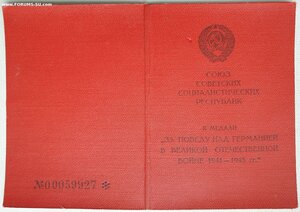 www.FORUMS-SU.com
СОЮЗ
СОВЕТСКИХ
СОЦИАЛИСТИЧЕСКИХ
РЕСПУБЛИК
К МЕДАЛИ
„ЗА ПОБЕДУ НАД ГЕРМАНИЕЙ
В ВЕЛИКОЙ ОТЕЧЕСТВЕННОЙ
ВОЙНЕ 1941–1945 гг."
№00059927 *